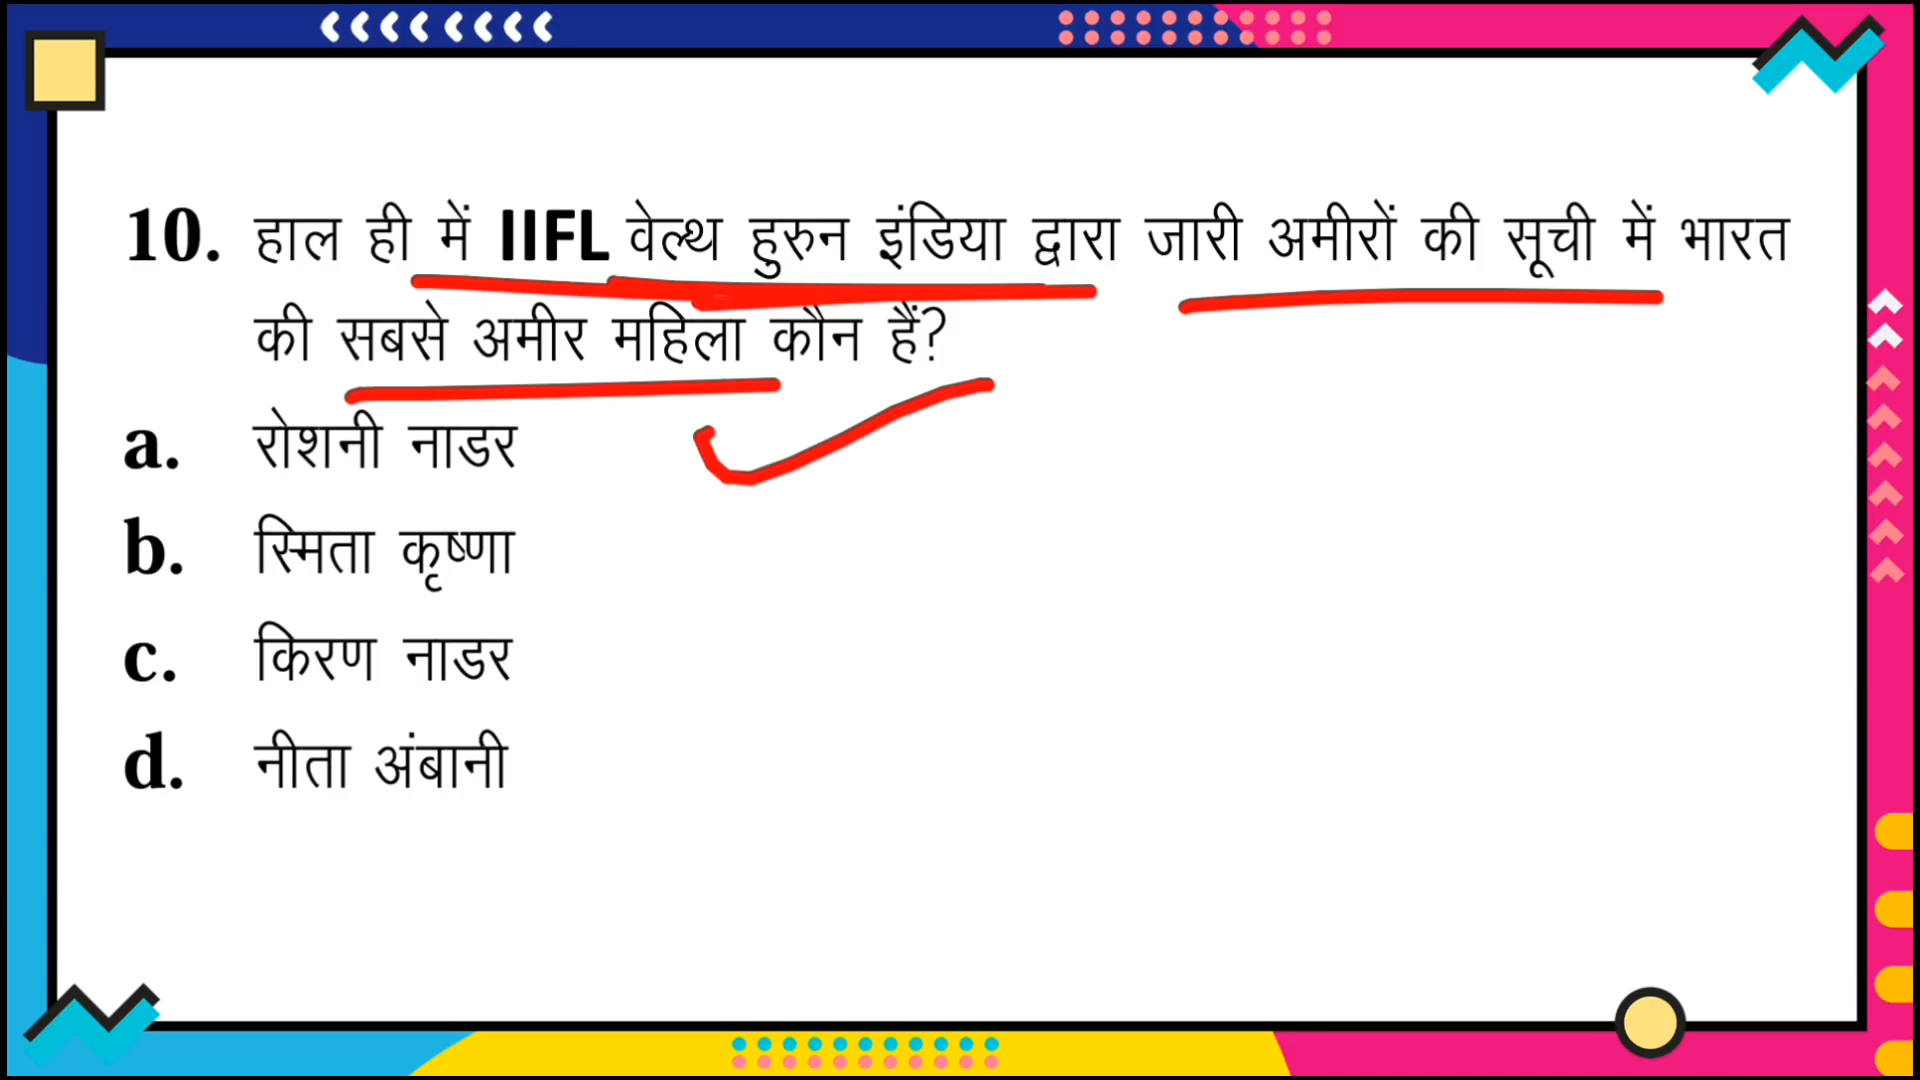 10. हाल ही में IIFL वेल्थ हुरुन इंडिया द्वारा जारी अमीरों की सूची में भारत
की सबसे अमीर महिला कौन हैं?
a. रोशनी नाडर
b. स्मिता कृष्णा
c. किरण नाडर
d. नीता अंबानी